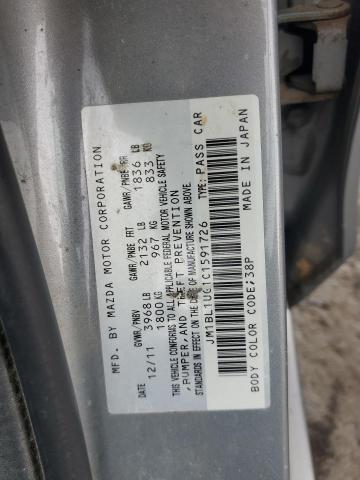 MFD. BY MAZDA MOTOR CORPORATION
GVWR/PNBV GAWR/PNBE FRT GAWR/PNBE RR
DATE 3968 LB 2132 LB 1836 LB
12/11 1800 KG 967 KG 833 KG
THIS VEHICLE CONFORMS TO ALL APPLICABLE FEDERAL MOTOR VEHICLE SAFETY
, BUMPER, AND THEFT PREVENTION
STANDARDS IN EFFECT ON THE DATE OF MANUFACTURE SHOWN ABOVE.
JM1BL1UG1C1591726 TYPE: PASS CAR
BODY COLOR CODE; 38P MADE IN JAPAN